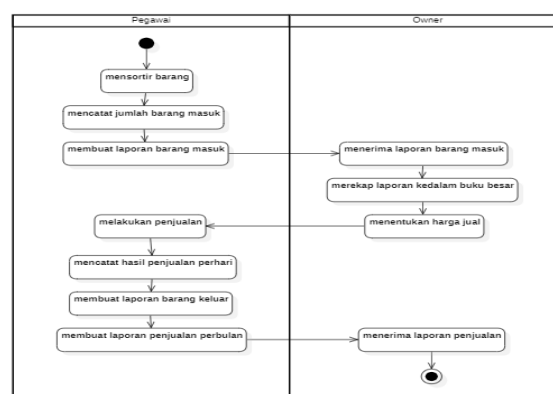 Pegawai
Owner
mensortir barang
mencatat jumlah barang masuk
membuat laporan barang masuk
menerima laporan barang masuk
merekap laporan kedalam buku besar
menentukan harga jual
melakukan penjualan
mencatat hasil penjualan perhari
membuat laporan barang keluar
membuat laporan penjualan perbulan
menerima laporan penjualan